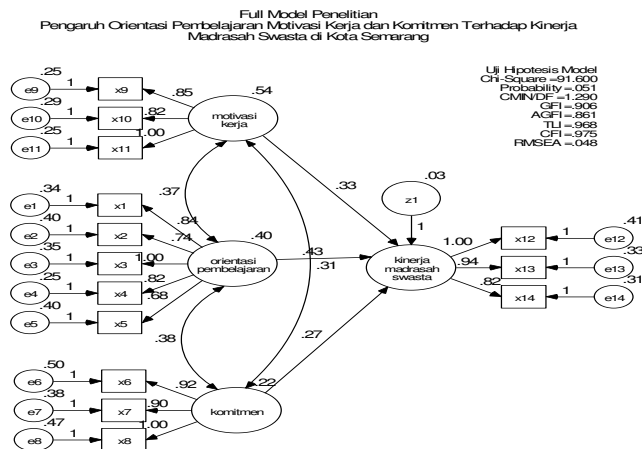 Full Model Penelitian
Pengaruh Orientasi Pembelajaran Motivasi Kerja dan Komitmen Terhadap Kinerja
Madrasah Swasta di Kota Semarang
Uji Hipotesis Model
Chi-Square =91.600
Probability =.051
CMIN/DF =1.290
GFI =.906
AGFI =.861
TLI =.968
CFI =.975
RMSEA =.048
.25
e9 1 x9 .85
.29
e10 1 x10 .82
.25
e11 1 x11 1.00
.54
motivasi
kerja
.37
.33
.03
z1
1
.34
e1 1 x1 .84
.40
e2 1 x2 .74
.35
e3 1 x3 1.00
.25
e4 1 x4 .82
.40
e5 1 x5 .68
.40
orientasi
pembelajaran
.43
.31
kinerja
madrasah
swasta
1.00 x12 1 e12 .41
.94 x13 1 e13 .33
.82 x14 1 e14 .31
.38
.27
.50
e6 1 x6 .92
.38
e7 1 x7 .90
.47
e8 1 x8 1.00
.22
komitmen